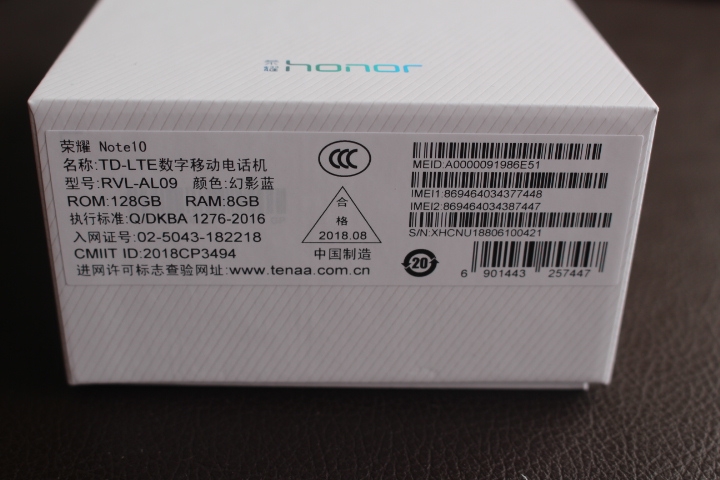 荣耀 honor
荣耀 Note10
名称:TD-LTE数字移动电话机
型号:RVL-AL09 颜色:幻影蓝
ROM:128GB RAM:8GB
执行标准:Q/DKBA 1276-2016
入网证号:02-5043-182218
CMIIT ID:2018CP3494
进网许可标志查验网址:www.tenaa.com.cn
CCC
合
格
2018.08
中国制造
20
MEID:A0000091986E51
IMEI1:869464034377448
IMEI2:869464034387447
S/N:XHCNU18806100421
6 901443 257447